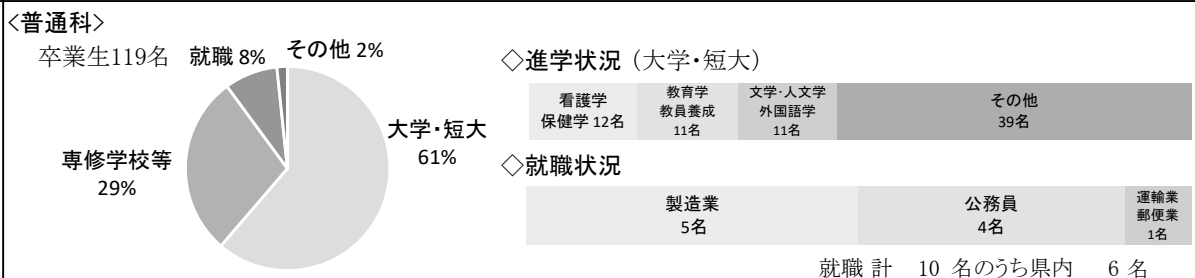 <普通科>
卒業生119名
就職 8%
その他 2%
大学・短大
61%
専修学校等
29%
◇進学状況（大学・短大）
看護学
保健学 12名
教育学
教員養成
11名
文学・人文学
外国語学
11名
その他
39名
◇就職状況
製造業
5名
公務員
4名
運輸業
郵便業
1名
就職 計 10 名のうち県内 6 名